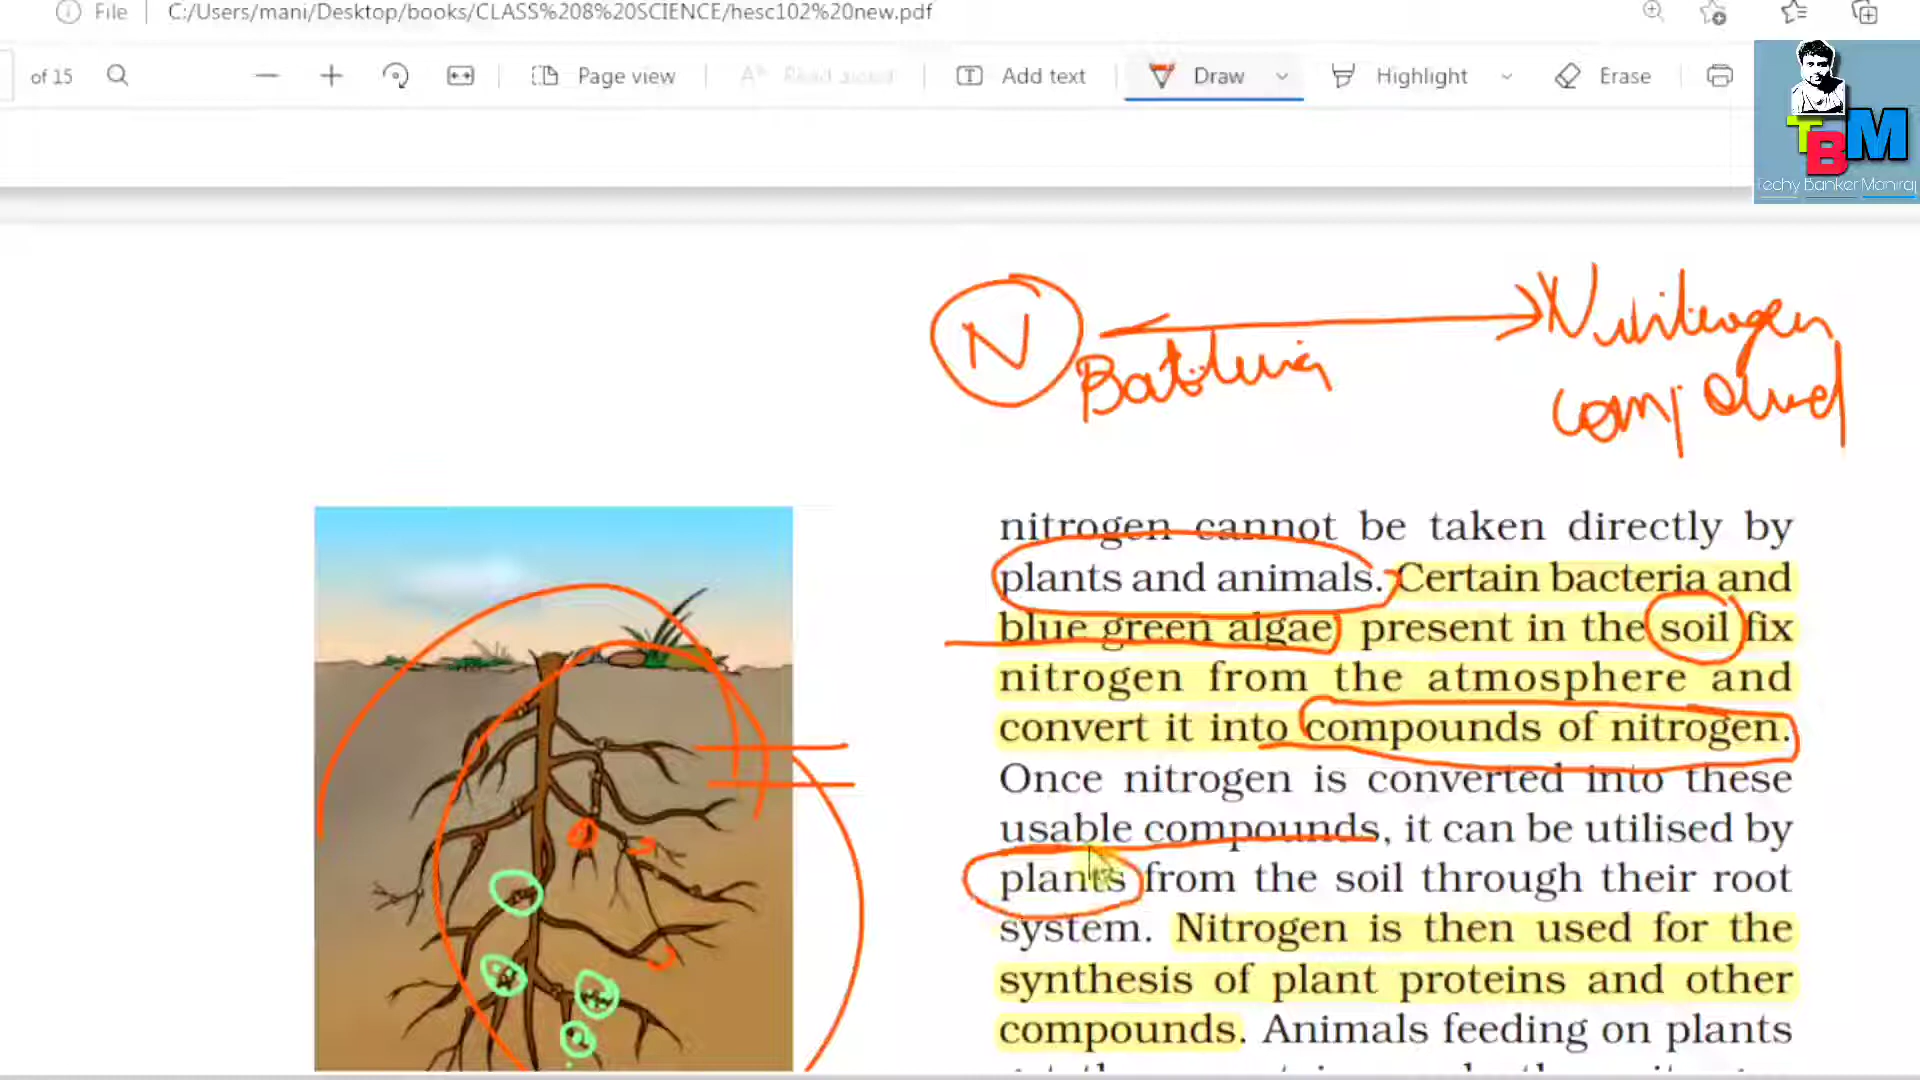 File
C:/Users/mani/Desktop/books/CLASS%208%20SCIENCE/hesc102%20new.pdf
of 15
Page view
Read aloud
Add text
Draw
Highlight
Erase
TBM
Techy Banker Maniraj
N
nitrogen cannot be taken directly by
plants and animals. Certain bacteria and
blue green algae present in the soil fix
nitrogen from the atmosphere and
convert it into compounds of nitrogen.
Once nitrogen is converted into these
usable compounds, it can be utilised by
plants from the soil through their root
system. Nitrogen is then used for the
synthesis of plant proteins and other
compounds. Animals feeding on plants